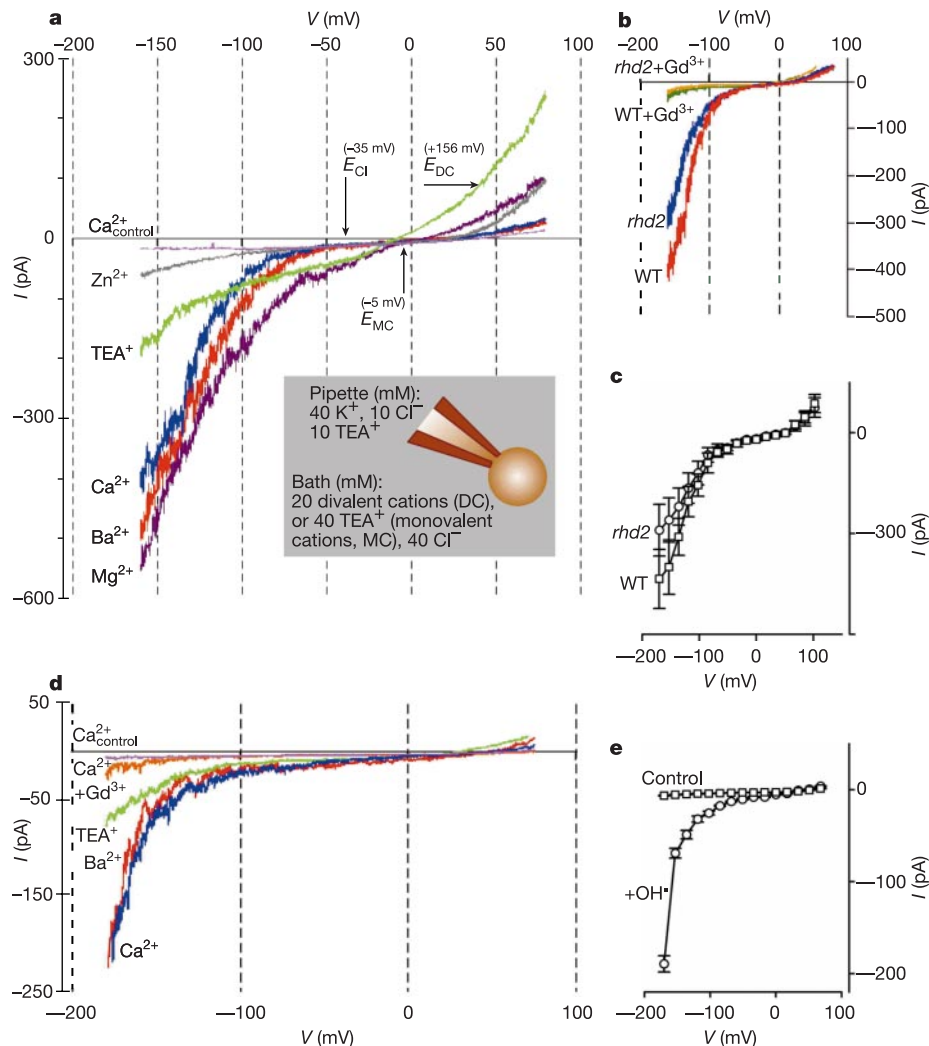 a
V (mV)
−200 −150 −100 −50 0 50 100
300
0
−300
−600
I (pA)
(−35 mV)
E_Cl
(+156 mV)
E_DC
(−5 mV)
E_MC
Ca²⁺ control
Zn²⁺
TEA⁺
Ca²⁺
Ba²⁺
Mg²⁺
Pipette (mM):
40 K⁺, 10 Cl⁻
10 TEA⁺
Bath (mM):
20 divalent cations (DC),
or 40 TEA⁺ (monovalent
cations, MC), 40 Cl⁻
b
V (mV)
−200 −100 0 100
rhd2+Gd³⁺
WT+Gd³⁺
rhd2
WT
0
−100
−200
−300
−400
−500
I (pA)
c
rhd2
WT
0
−300
I (pA)
−200 −100 0 100
V (mV)
d
50
0
−50
−150
−250
I (pA)
Ca²⁺ control
Ca²⁺
+Gd³⁺
TEA⁺
Ba²⁺
Ca²⁺
−200 −100 0 100
V (mV)
e
Control
+OH•
0
−100
−200
I (pA)
−200 −100 0 100
V (mV)